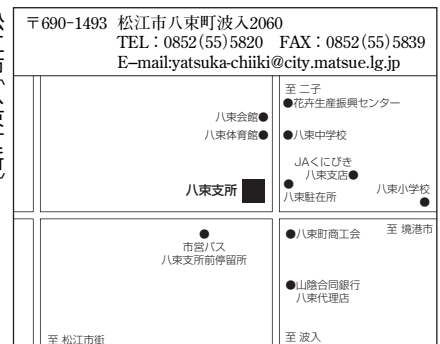 〒690-1493 松江市八束町波入2060
TEL：0852(55)5820 FAX：0852(55)5839
E–mail:yatsuka-chiiki@city.matsue.lg.jp
至 二子
●花卉生産振興センター
八束会館●
八束体育館●
●八束中学校
JAくにびき
八束支店●
八束支所
八束駐在所
八束小学校
市営バス
八束支所前停留所
●八束町商工会
至 境港市
●山陰合同銀行
八束代理店
至 松江市街
至 波入